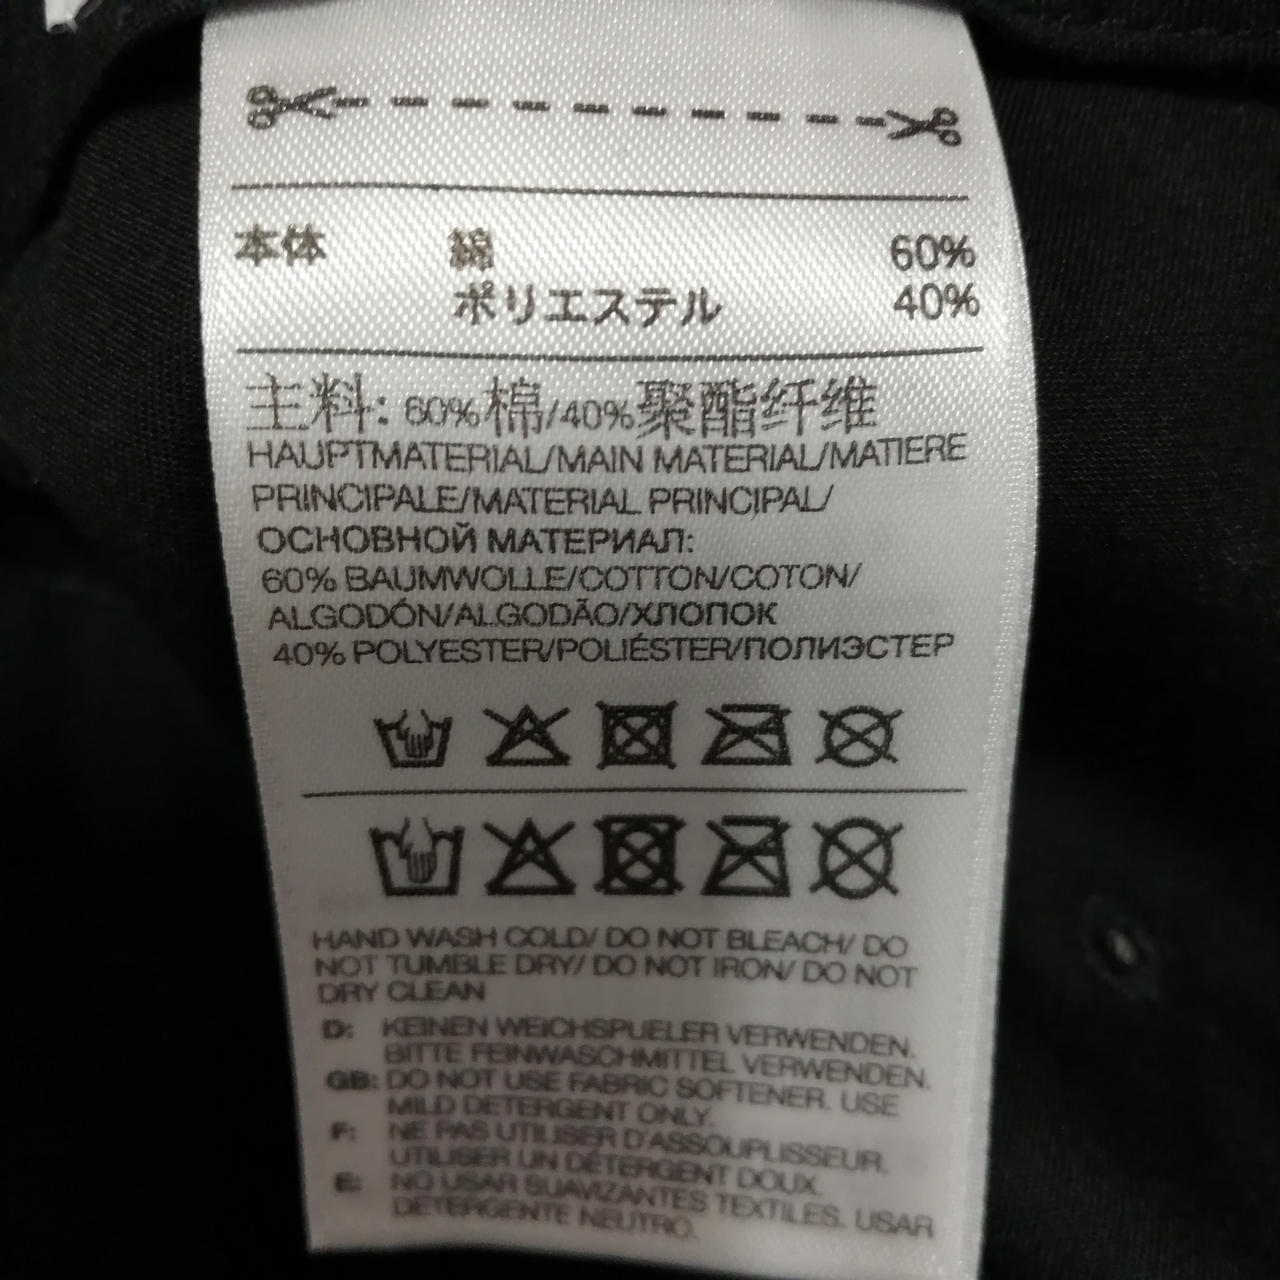 本体 綿 60%
ポリエステル 40%
主料: 60%棉/40%聚酯纤维
HAUPTMATERIAL/MAIN MATERIAL/MATIERE
PRINCIPALE/MATERIAL PRINCIPAL/
ОСНОВНОЙ МАТЕРИАЛ:
60% BAUMWOLLE/COTTON/COTON/
ALGODÓN/ALGODÃO/ХЛОПОК
40% POLYESTER/POLIÉSTER/ПОЛИЭСТЕР
HAND WASH COLD/ DO NOT BLEACH/ DO
NOT TUMBLE DRY/ DO NOT IRON/ DO NOT
DRY CLEAN
D: KEINEN WEICHSPUELER VERWENDEN.
BITTE FEINWASCHMITTEL VERWENDEN.
GB: DO NOT USE FABRIC SOFTENER. USE
MILD DETERGENT ONLY.
F: NE PAS UTILISER D'ASSOUPLISSEUR.
UTILISER UN DÉTERGENT DOUX.
E: NO USAR SUAVIZANTES TEXTILES. USAR
DETERGENTE NEUTRO.